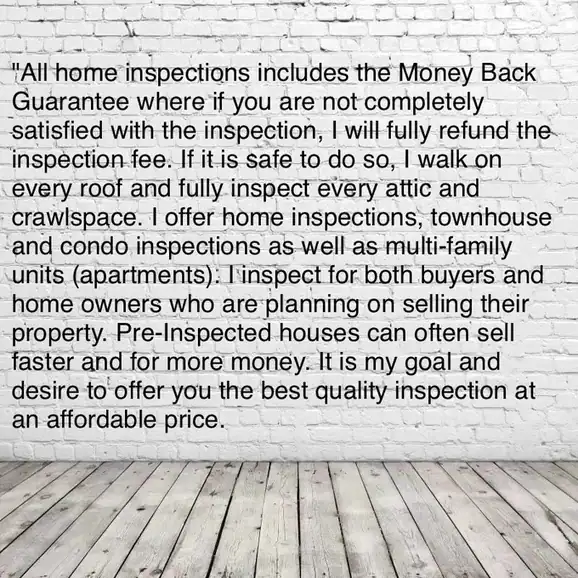 "All home inspections includes the Money Back
Guarantee where if you are not completely
satisfied with the inspection, I will fully refund the
inspection fee. If it is safe to do so, I walk on
every roof and fully inspect every attic and
crawlspace. I offer home inspections, townhouse
and condo inspections as well as multi-family
units (apartments). I inspect for both buyers and
home owners who are planning on selling their
property. Pre-Inspected houses can often sell
faster and for more money. It is my goal and
desire to offer you the best quality inspection at
an affordable price.